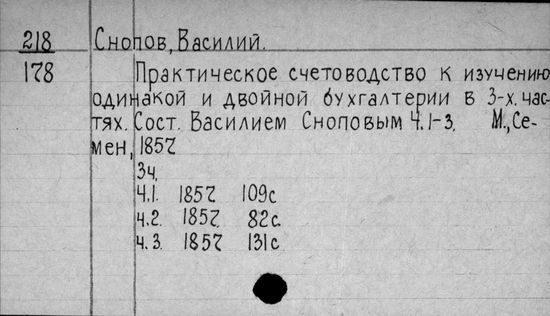 218 Снопов, Василий.
178 Практическое счетоводство к изучению
одинакой и двойной бухгалтерии в 3-х. час-
тях. Сост. Василием Сноповым Ч.1-3. М., Се-
мен, 1857
3ч.
Ч.1. 1857 109с
ч.2. 1857. 82с.
ч.3. 1857 131с.